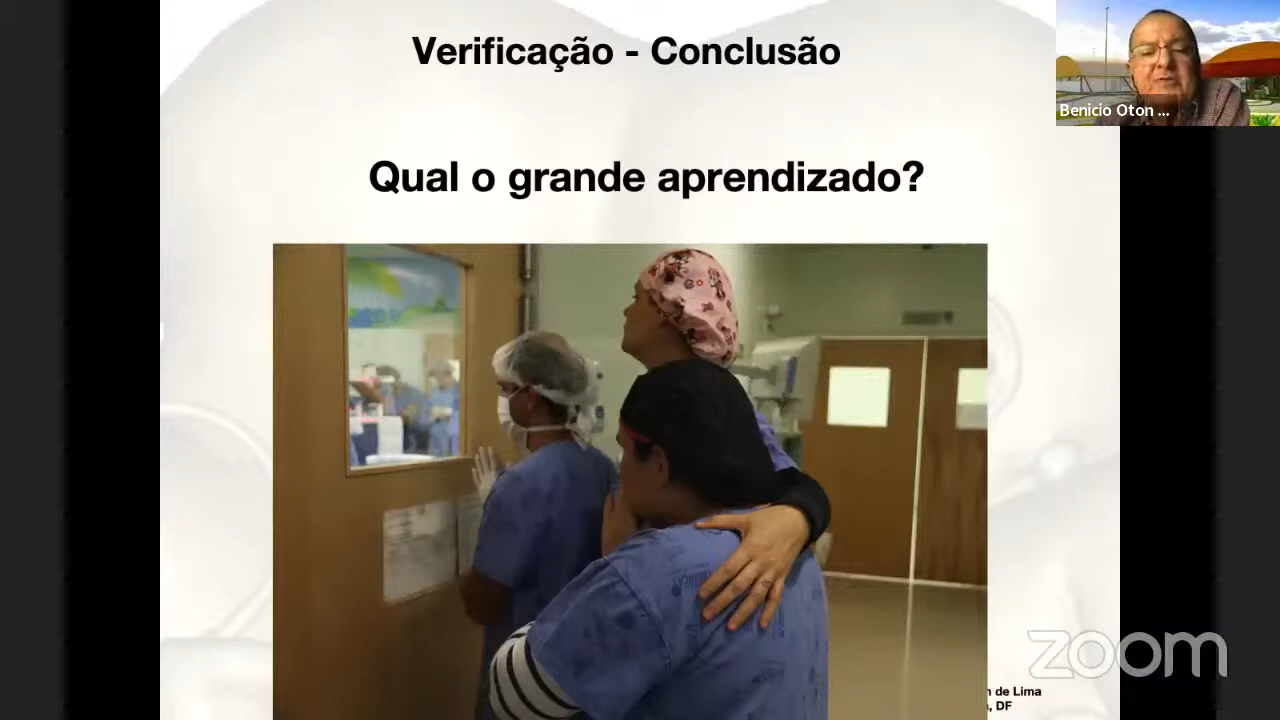 Verificação - Conclusão
Benicio Oton ...
Qual o grande aprendizado?
zoom
de Lima
, DF